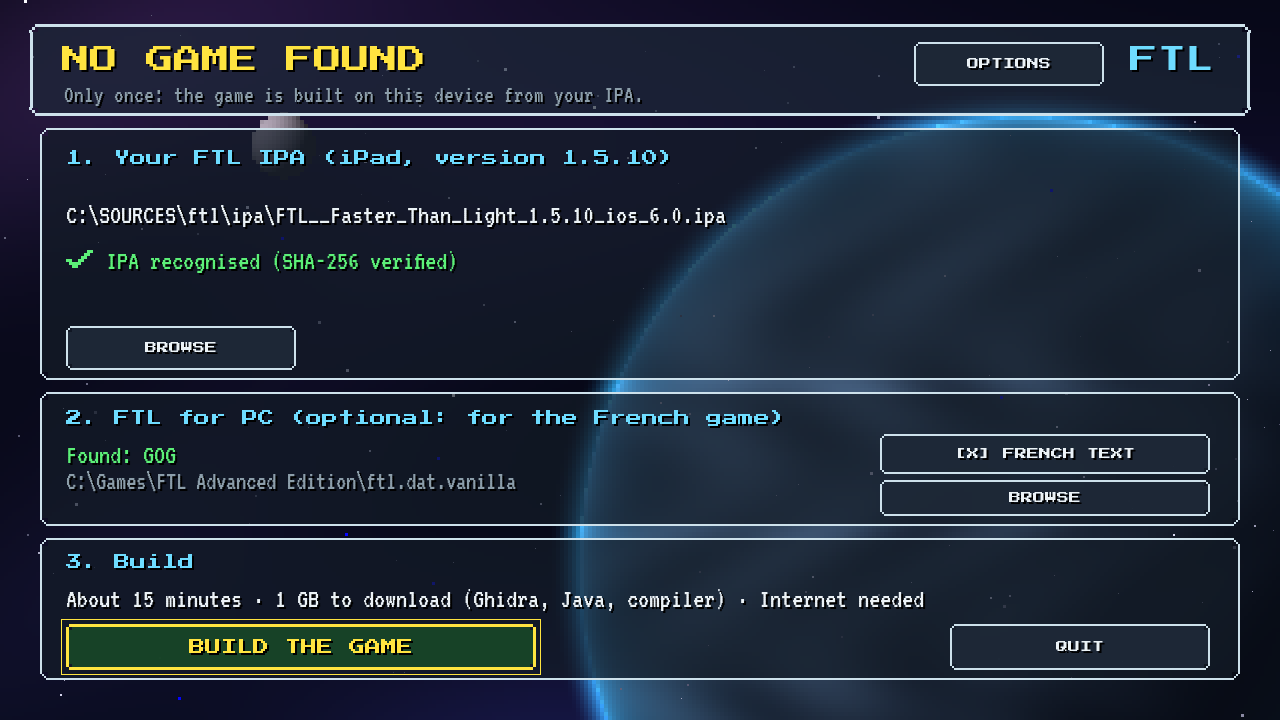 NO GAME FOUND
OPTIONS
FTL
Only once: the game is built on this device from your IPA.
1. Your FTL IPA (iPad, version 1.5.10)
C:\SOURCES\ftl\ipa\FTL__Faster_Than_Light_1.5.10_ios_6.0.ipa
IPA recognised (SHA-256 verified)
BROWSE
2. FTL for PC (optional: for the French game)
Found: GOG
C:\Games\FTL Advanced Edition\ftl.dat.vanilla
[X] FRENCH TEXT
BROWSE
3. Build
About 15 minutes · 1 GB to download (Ghidra, Java, compiler) · Internet needed
BUILD THE GAME
QUIT